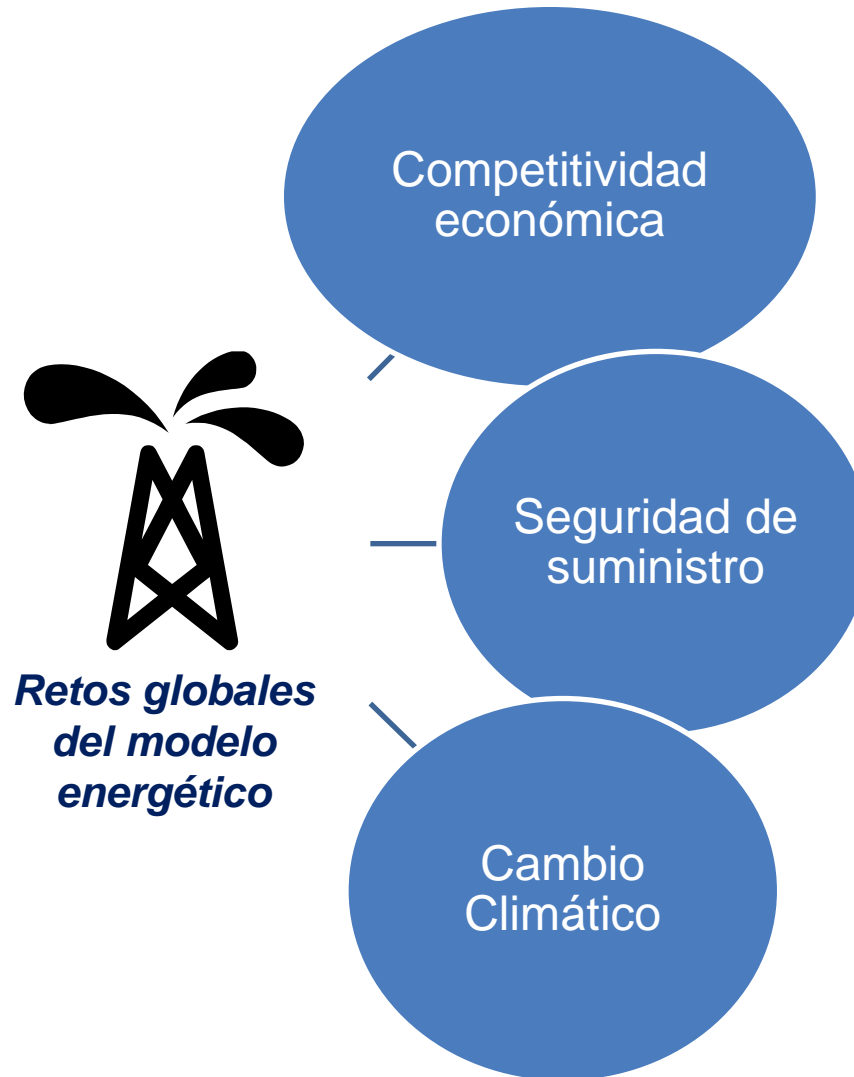 Competitividad
económica
Seguridad de
suministro
Retos globales
del modelo
energético
Cambio
Climático